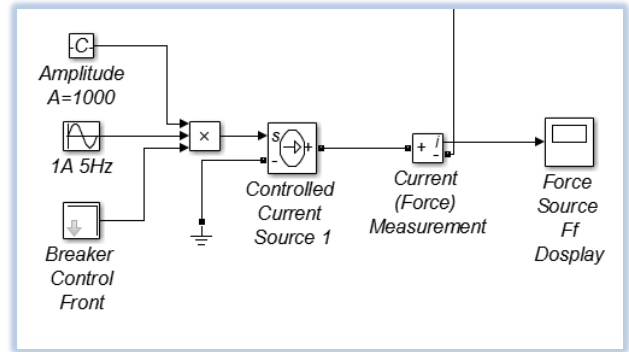 -C-
Amplitude
A=1000
1A 5Hz
Breaker
Control
Front
×
s
+
-
Controlled
Current
Source 1
+ i
-
Current
(Force)
Measurement
Force
Source
Ff
Dosplay